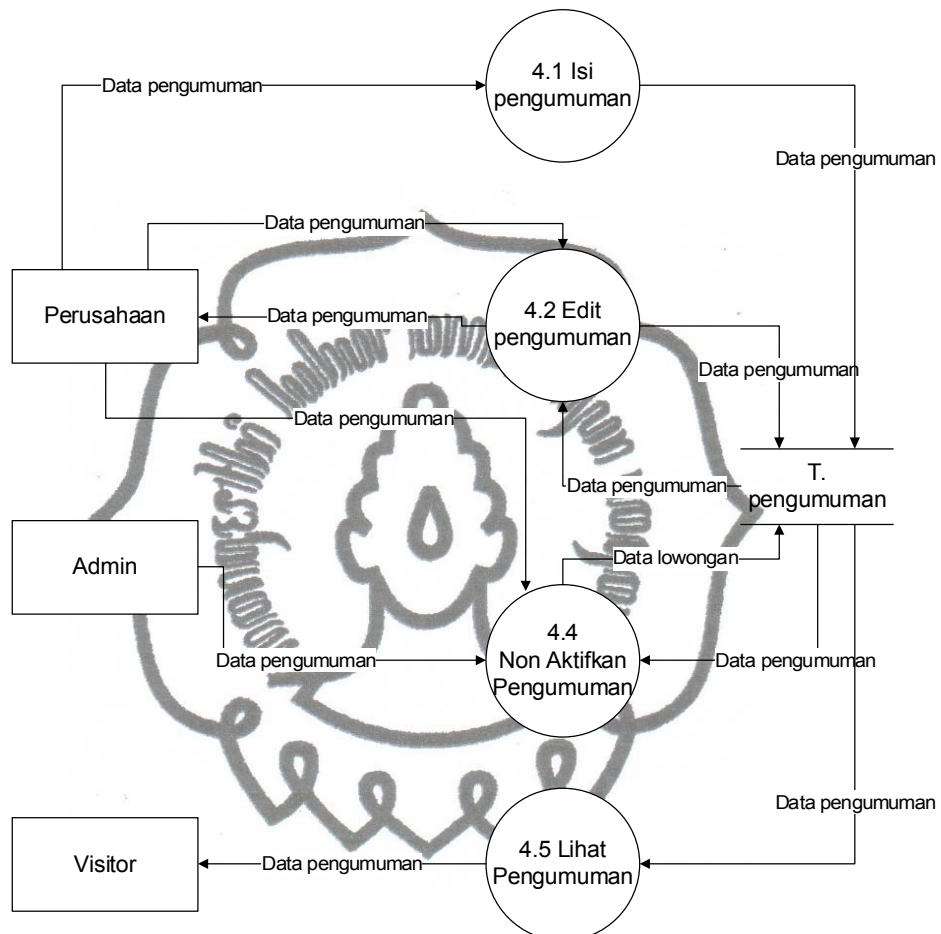 4.1 Isi
pengumuman
Data pengumuman
Data pengumuman
Data pengumuman
Perusahaan
4.2 Edit
pengumuman
Data pengumuman
Data pengumuman
Data pengumuman
T.
pengumuman
Data pengumuman
Data lowongan
Admin
4.4
Non Aktifkan
Pengumuman
Data pengumuman
Data pengumuman
Data pengumuman
4.5 Lihat
Pengumuman
Visitor
Data pengumuman